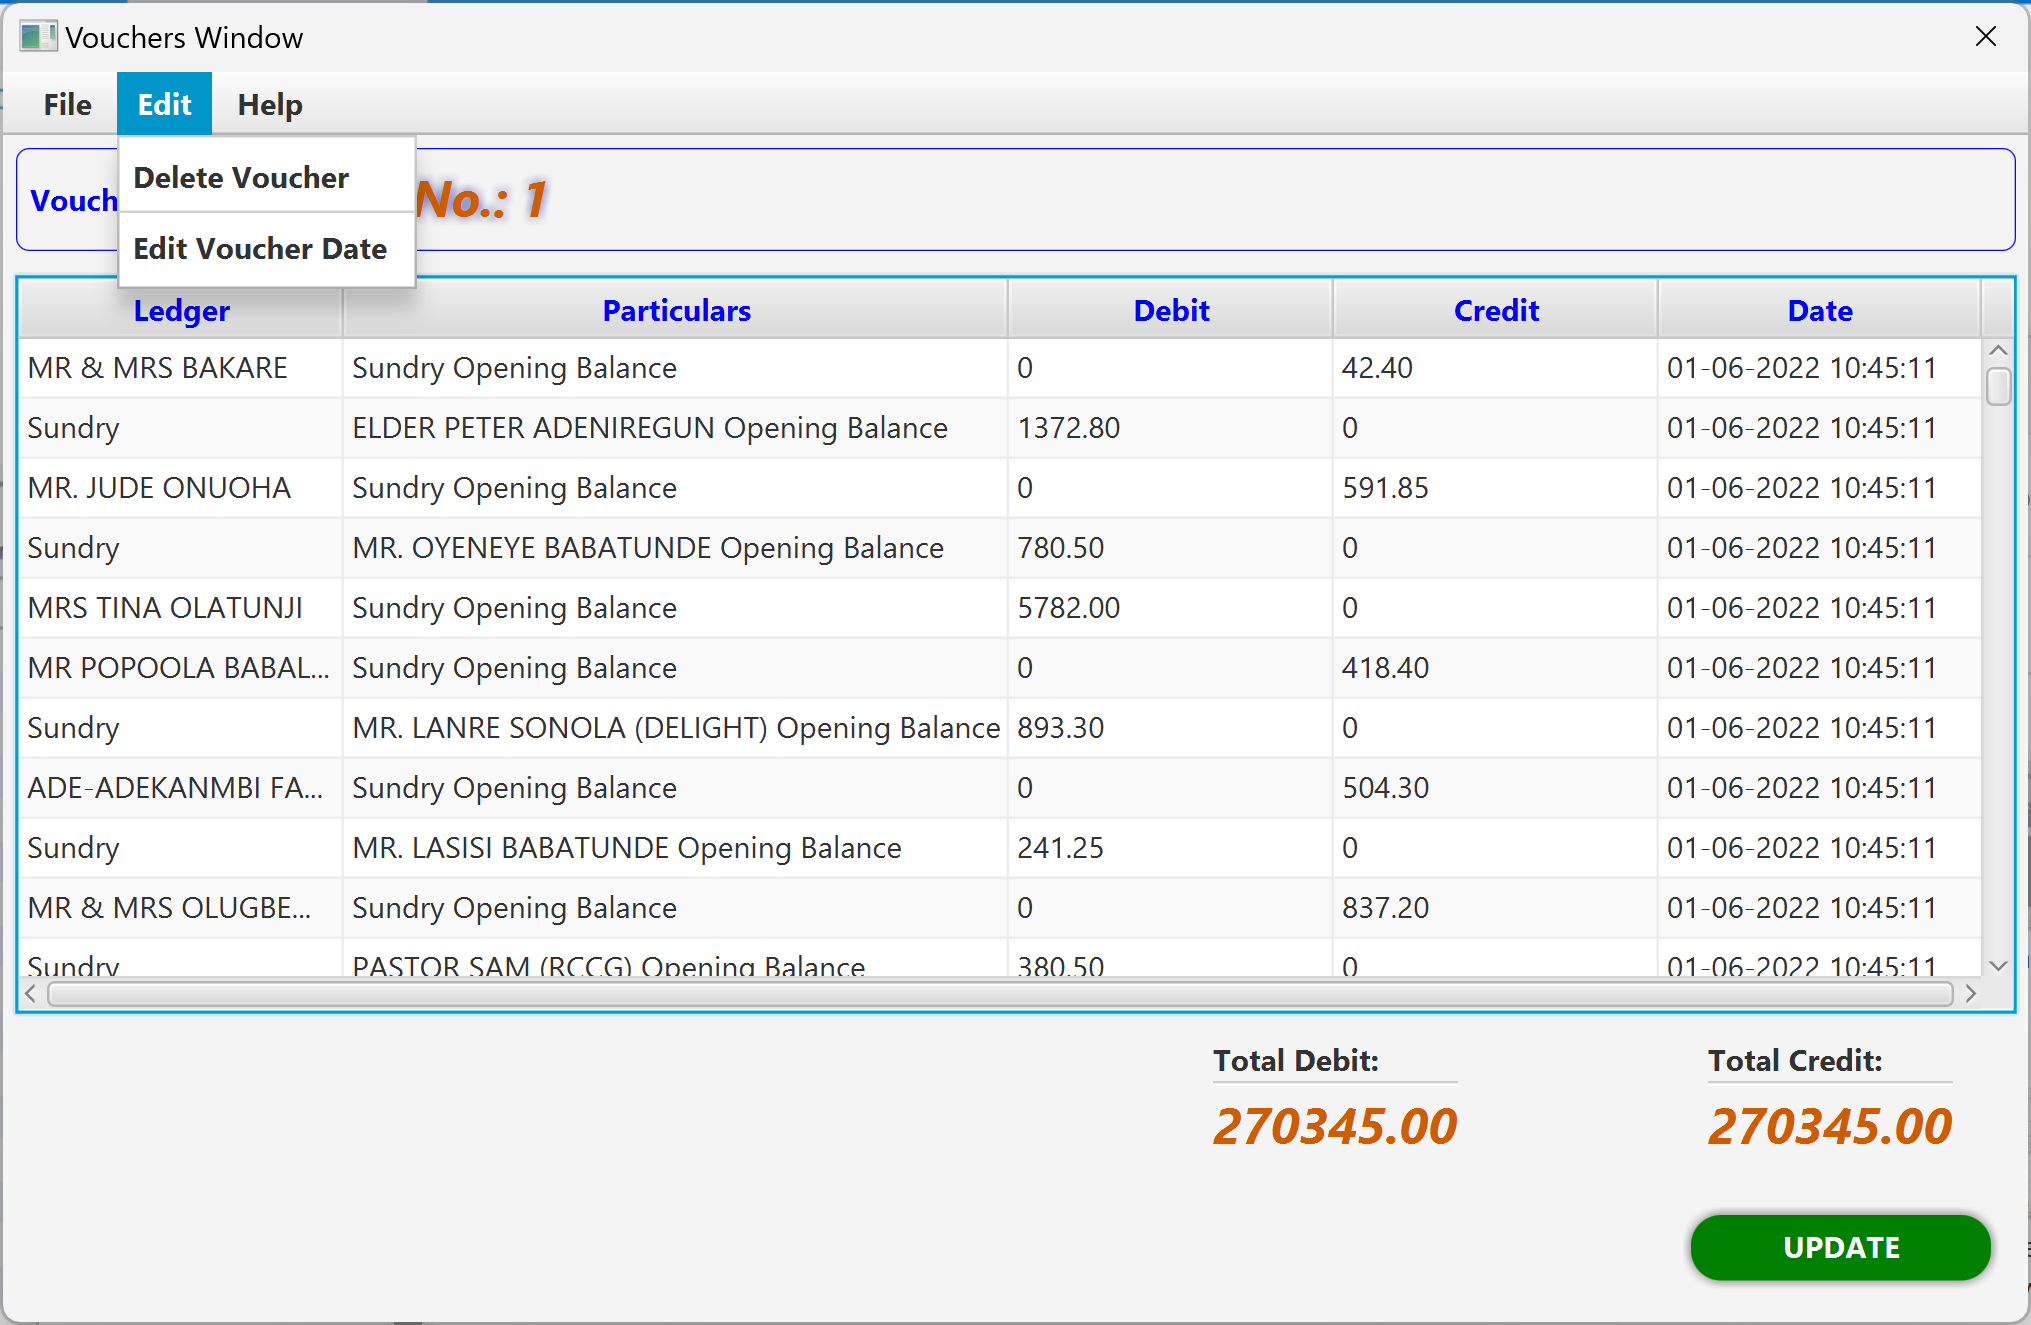 Vouchers Window
File Edit Help
Delete Voucher
Edit Voucher Date
Vouch No.: 1
Ledger Particulars Debit Credit Date
MR & MRS BAKARE Sundry Opening Balance 0 42.40 01-06-2022 10:45:11
Sundry ELDER PETER ADENIREGUN Opening Balance 1372.80 0 01-06-2022 10:45:11
MR. JUDE ONUOHA Sundry Opening Balance 0 591.85 01-06-2022 10:45:11
Sundry MR. OYENEYE BABATUNDE Opening Balance 780.50 0 01-06-2022 10:45:11
MRS TINA OLATUNJI Sundry Opening Balance 5782.00 0 01-06-2022 10:45:11
MR POPOOLA BABAL... Sundry Opening Balance 0 418.40 01-06-2022 10:45:11
Sundry MR. LANRE SONOLA (DELIGHT) Opening Balance 893.30 0 01-06-2022 10:45:11
ADE-ADEKANMBI FA... Sundry Opening Balance 0 504.30 01-06-2022 10:45:11
Sundry MR. LASISI BABATUNDE Opening Balance 241.25 0 01-06-2022 10:45:11
MR & MRS OLUGBE... Sundry Opening Balance 0 837.20 01-06-2022 10:45:11
Sundry PASTOR SAM (RCCG) Opening Balance 380.50 0 01-06-2022 10:45:11
Total Debit: Total Credit:
270345.00 270345.00
UPDATE